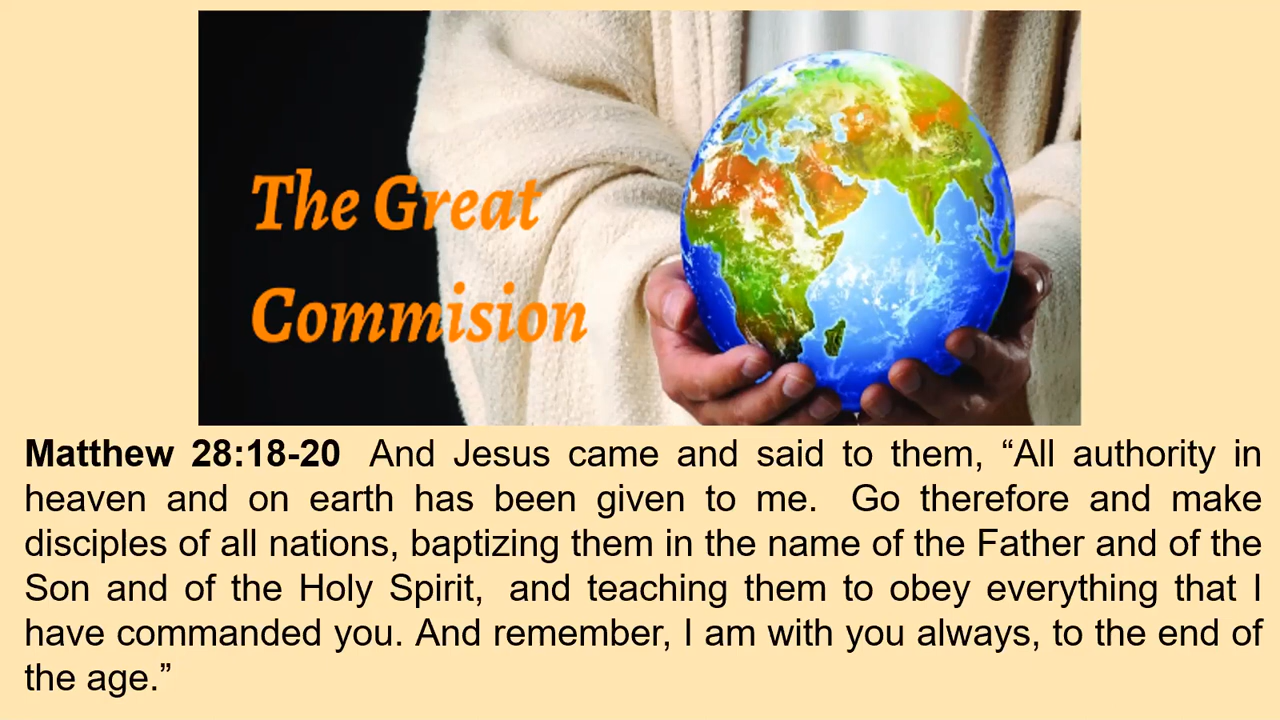 The Great
Commision
Matthew 28:18-20 And Jesus came and said to them, “All authority in
heaven and on earth has been given to me. Go therefore and make
disciples of all nations, baptizing them in the name of the Father and of the
Son and of the Holy Spirit, and teaching them to obey everything that I
have commanded you. And remember, I am with you always, to the end of
the age.”